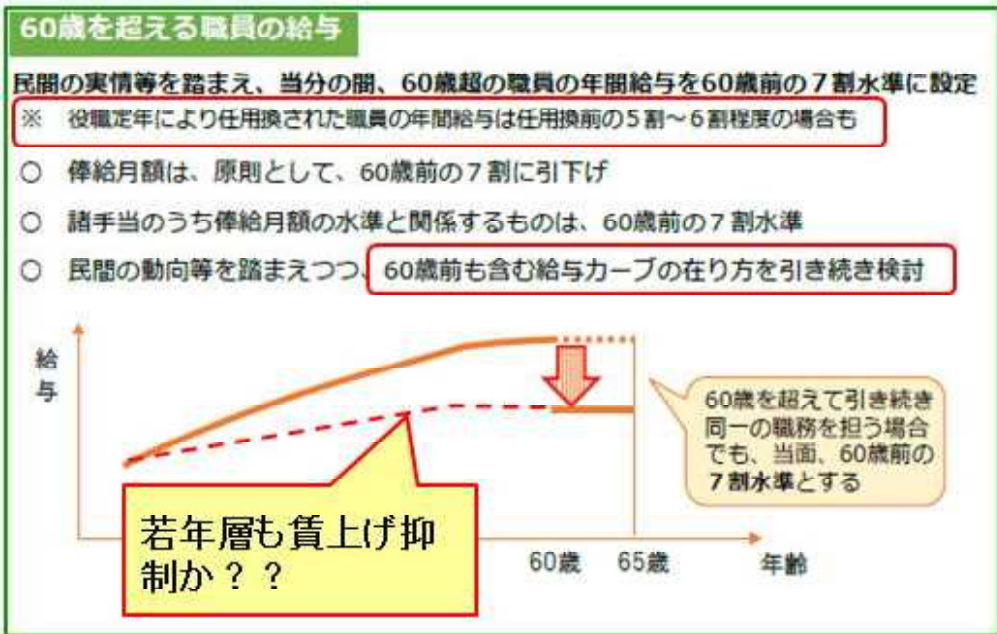 60歳を超える職員の給与
民間の実情等を踏まえ、当分の間、60歳超の職員の年間給与を60歳前の７割水準に設定
※ 役職定年により任用換された職員の年間給与は任用換前の５割～６割程度の場合も
○ 俸給月額は、原則として、60歳前の７割に引下げ
○ 諸手当のうち俸給月額の水準と関係するものは、60歳前の７割水準
○ 民間の動向等を踏まえつつ、60歳前も含む給与カーブの在り方を引き続き検討
給与
60歳を超えて引き続き
同一の職務を担う場合
でも、当面、60歳前の
７割水準とする
若年層も賃上げ抑
制か？？
60歳 65歳 年齢